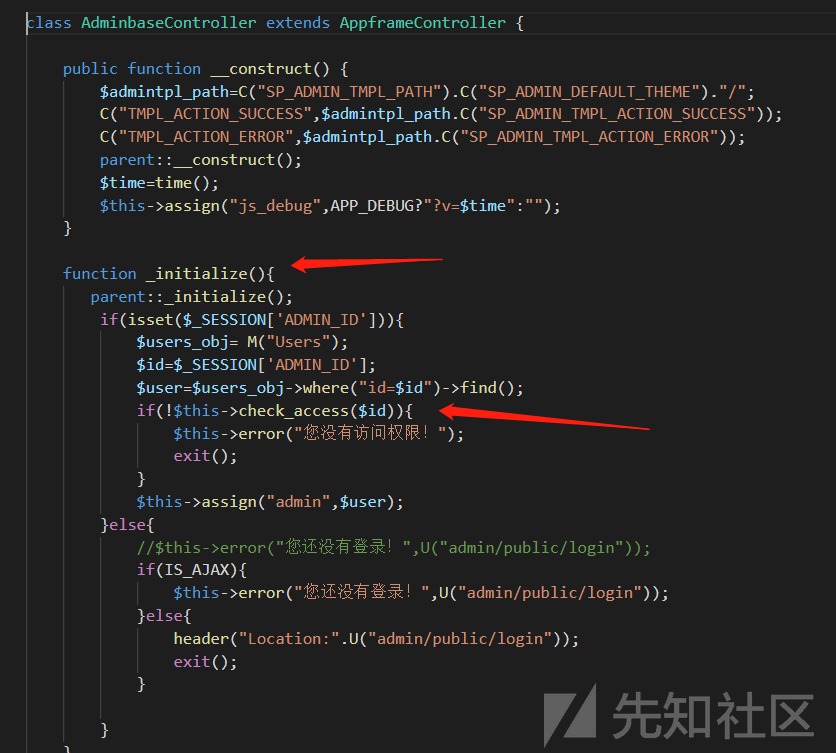 class AdminbaseController extends AppframeController {
public function __construct() {
$admintpl_path=C("SP_ADMIN_TMPL_PATH").C("SP_ADMIN_DEFAULT_THEME")."/";
C("TMPL_ACTION_SUCCESS",$admintpl_path.C("SP_ADMIN_TMPL_ACTION_SUCCESS"));
C("TMPL_ACTION_ERROR",$admintpl_path.C("SP_ADMIN_TMPL_ACTION_ERROR"));
parent::__construct();
$time=time();
$this->assign("js_debug",APP_DEBUG?"?v=$time":"");
}
function _initialize(){
parent::_initialize();
if(isset($_SESSION['ADMIN_ID'])){
$users_obj= M("Users");
$id=$_SESSION['ADMIN_ID'];
$user=$users_obj->where("id=$id")->find();
if(!$this->check_access($id)){
$this->error("您没有访问权限！");
exit();
}
$this->assign("admin",$user);
}else{
//$this->error("您还没有登录！",U("admin/public/login"));
if(IS_AJAX){
$this->error("您还没有登录！",U("admin/public/login"));
}else{
header("Location:".U("admin/public/login"));
exit();
}
}
}
先知社区